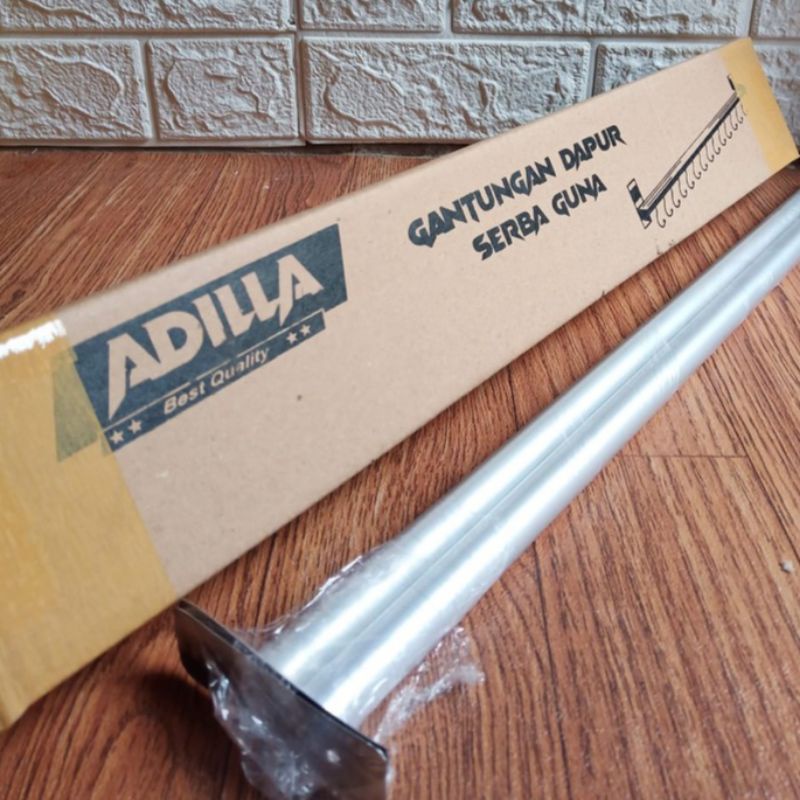 ADILLA
Best Quality
GANTUNGAN DAPUR
SERBA GUNA